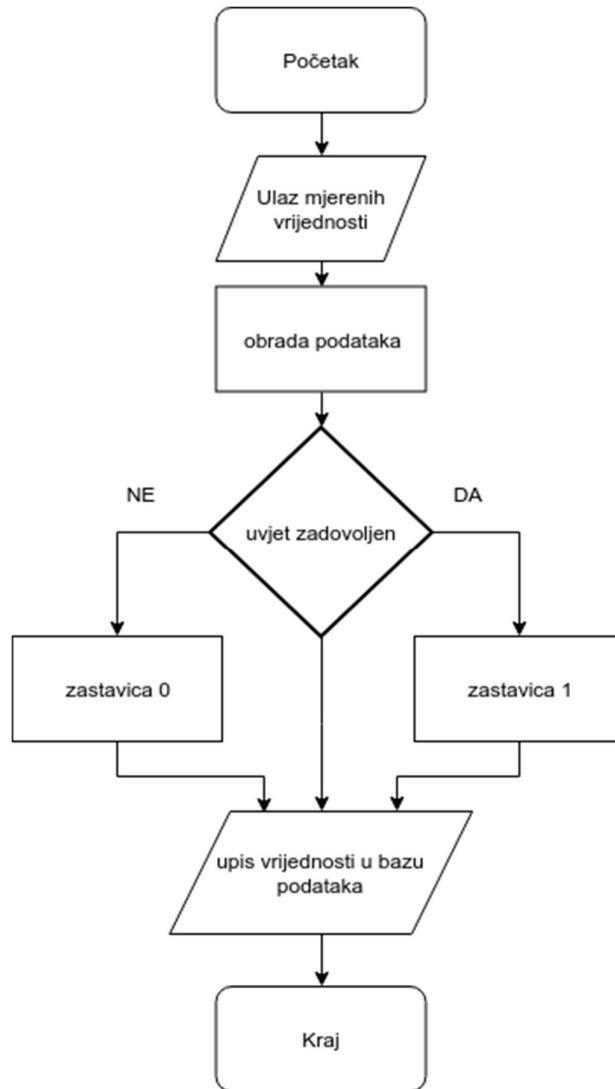 Početak
Ulaz mjerenih
vrijednosti
obrada podataka
NE
DA
uvjet zadovoljen
zastavica 0
zastavica 1
upis vrijednosti u bazu
podataka
Kraj